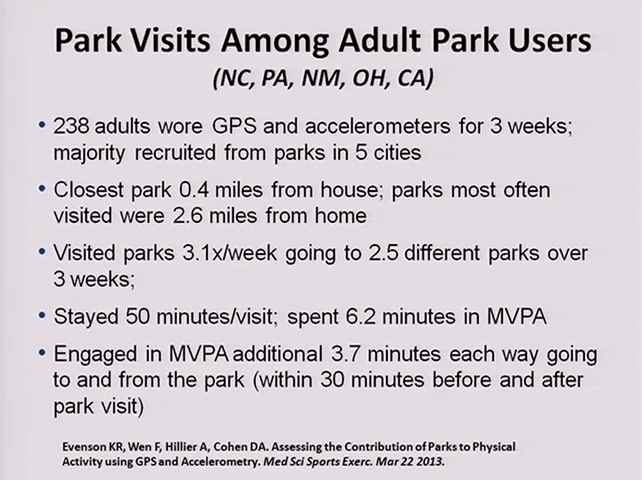 Park Visits Among Adult Park Users
(NC, PA, NM, OH, CA)
• 238 adults wore GPS and accelerometers for 3 weeks;
majority recruited from parks in 5 cities
• Closest park 0.4 miles from house; parks most often
visited were 2.6 miles from home
• Visited parks 3.1x/week going to 2.5 different parks over
3 weeks;
• Stayed 50 minutes/visit; spent 6.2 minutes in MVPA
• Engaged in MVPA additional 3.7 minutes each way going
to and from the park (within 30 minutes before and after
park visit)
Evenson KR, Wen F, Hillier A, Cohen DA. Assessing the Contribution of Parks to Physical
Activity using GPS and Accelerometry. Med Sci Sports Exerc. Mar 22 2013.